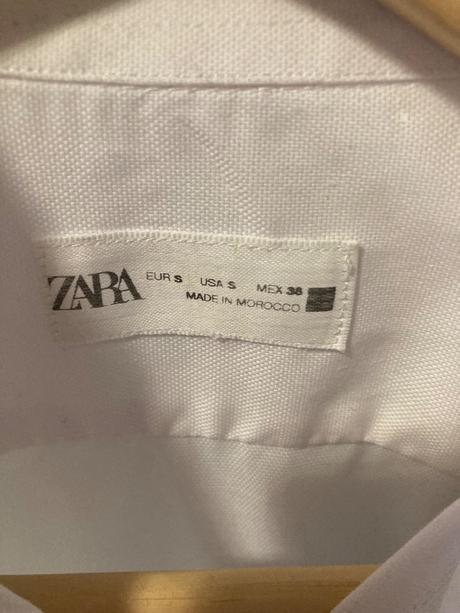 ZARA EUR S USA S MEX 38
MADE IN MOROCCO